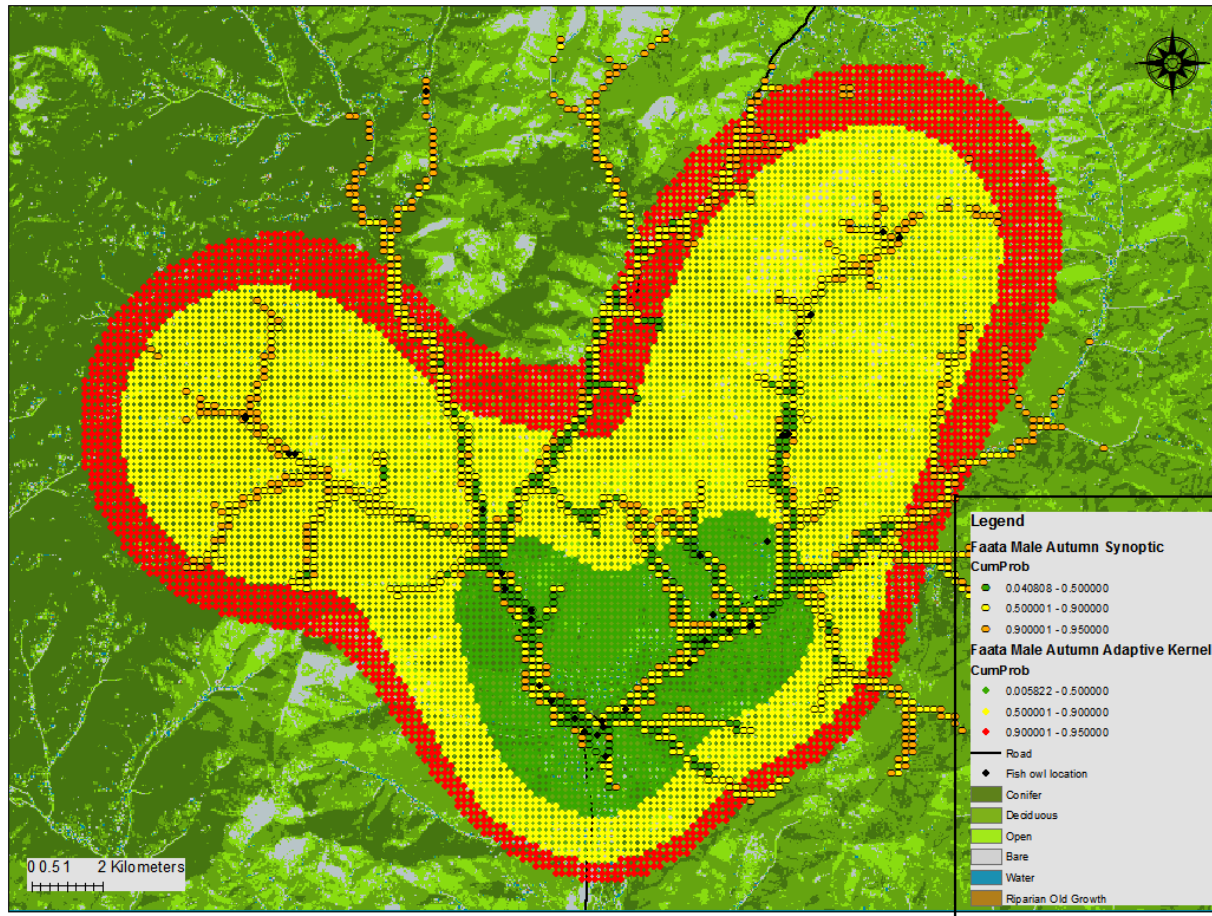 Legend
Faata Male Autumn Synoptic
CumProb
0.040808 - 0.500000
0.500001 - 0.900000
0.900001 - 0.950000
Faata Male Autumn Adaptive Kernel
CumProb
0.005822 - 0.500000
0.500001 - 0.900000
0.900001 - 0.950000
Road
Fish owl location
Conifer
Deciduous
Open
Bare
Water
Riparian Old Growth
0 0.5 1 2 Kilometers